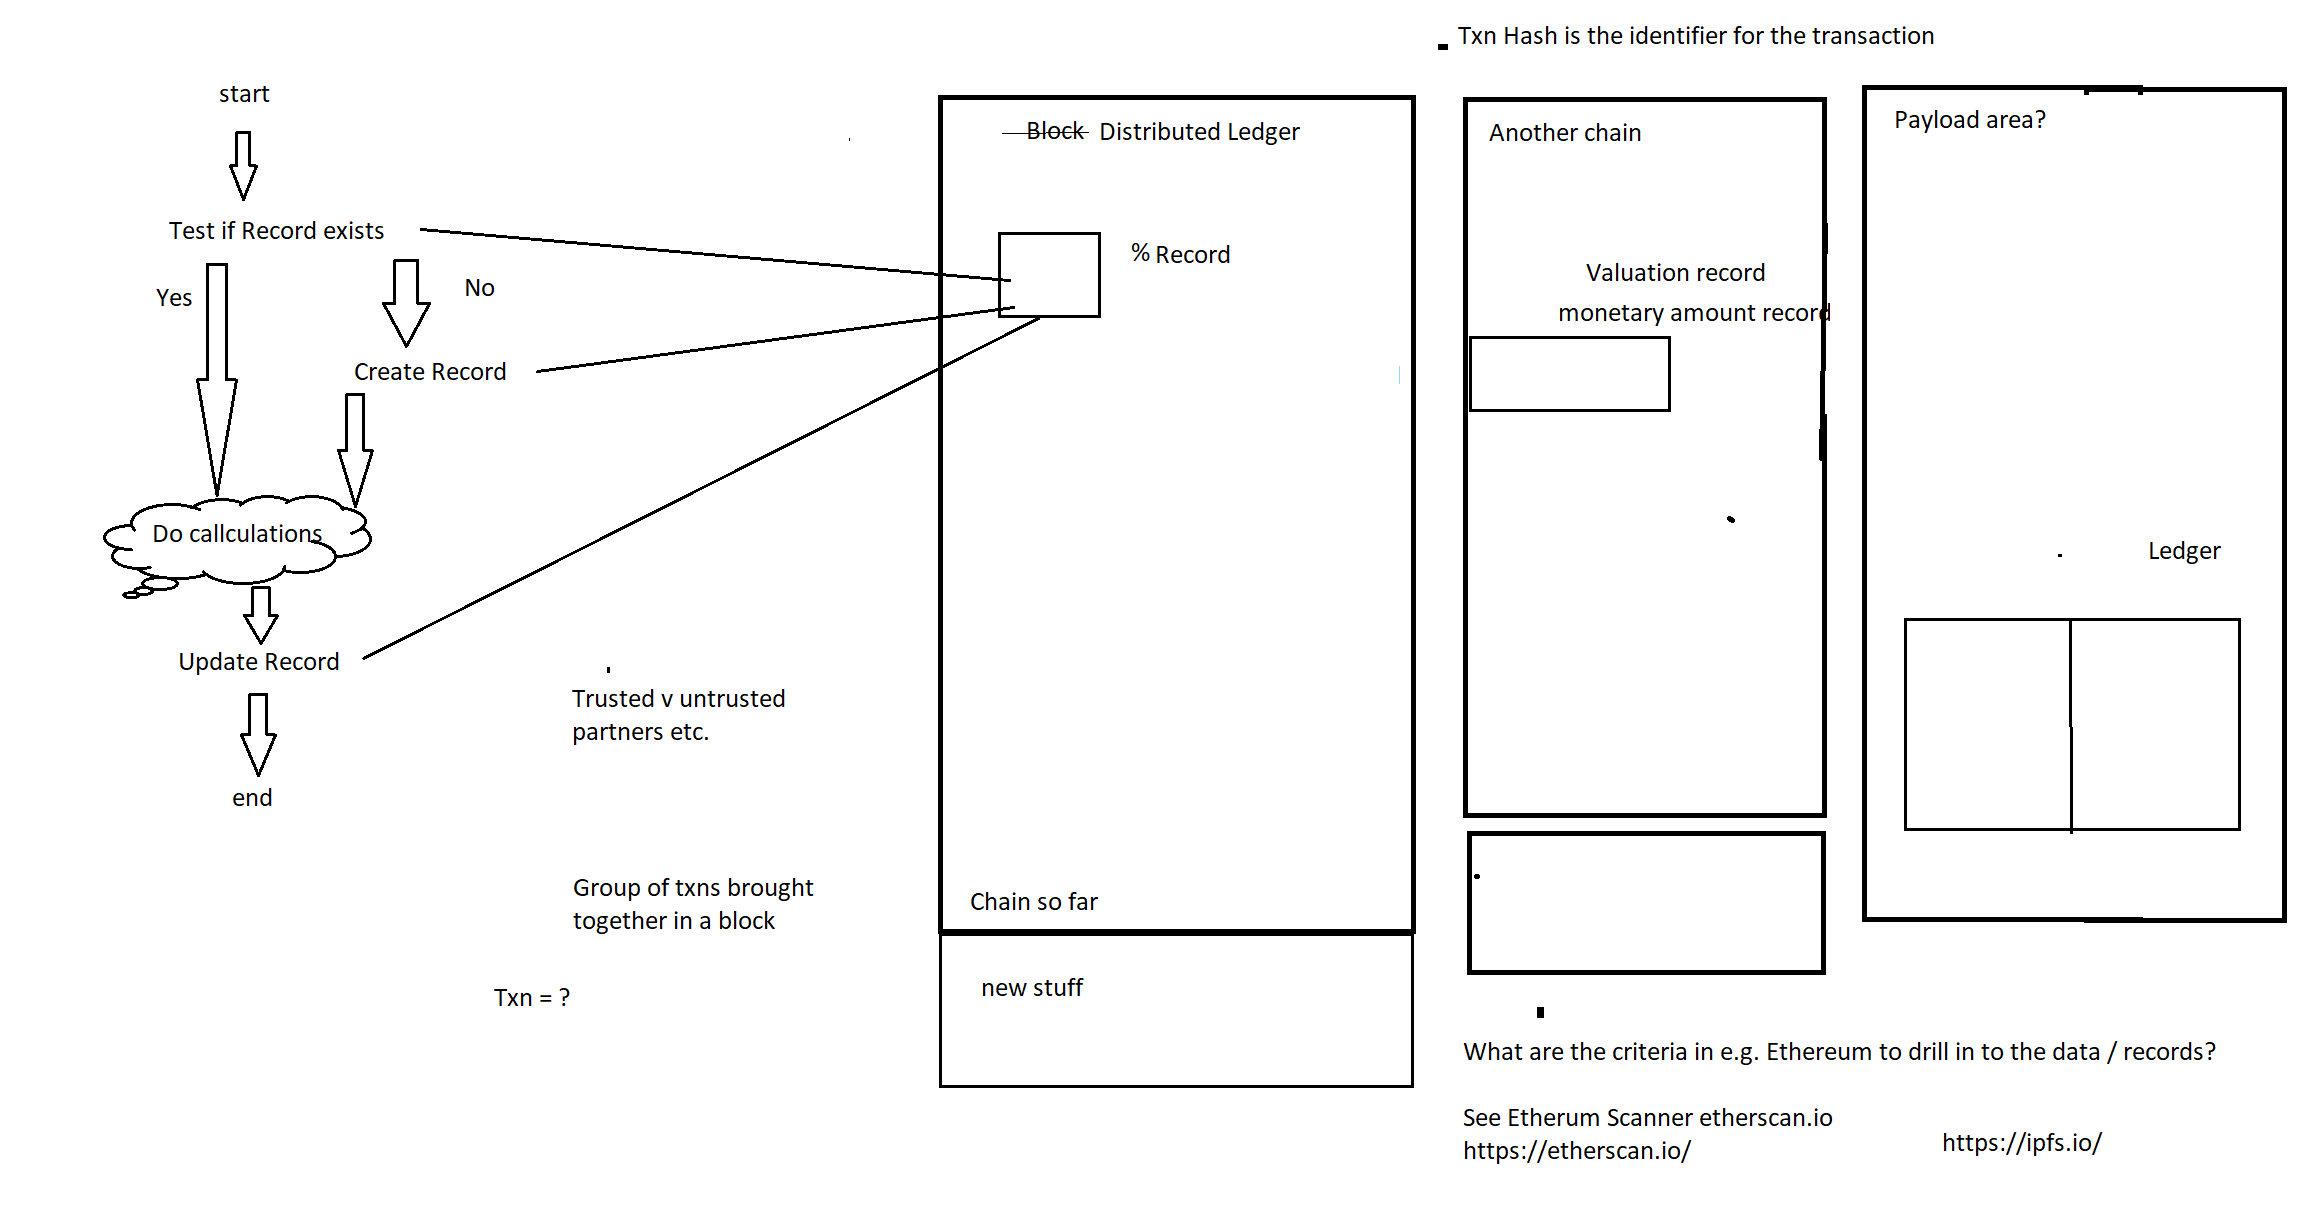 Txn Hash is the identifier for the transaction
start
Test if Record exists
Yes
No
Create Record
Do callculations
Update Record
end
Trusted v untrusted
partners etc.
Group of txns brought
together in a block
Txn = ?
Block Distributed Ledger
% Record
Chain so far
new stuff
Another chain
Valuation record
monetary amount record
Payload area?
Ledger
What are the criteria in e.g. Ethereum to drill in to the data / records?
See Etherum Scanner etherscan.io
https://etherscan.io/
https://ipfs.io/